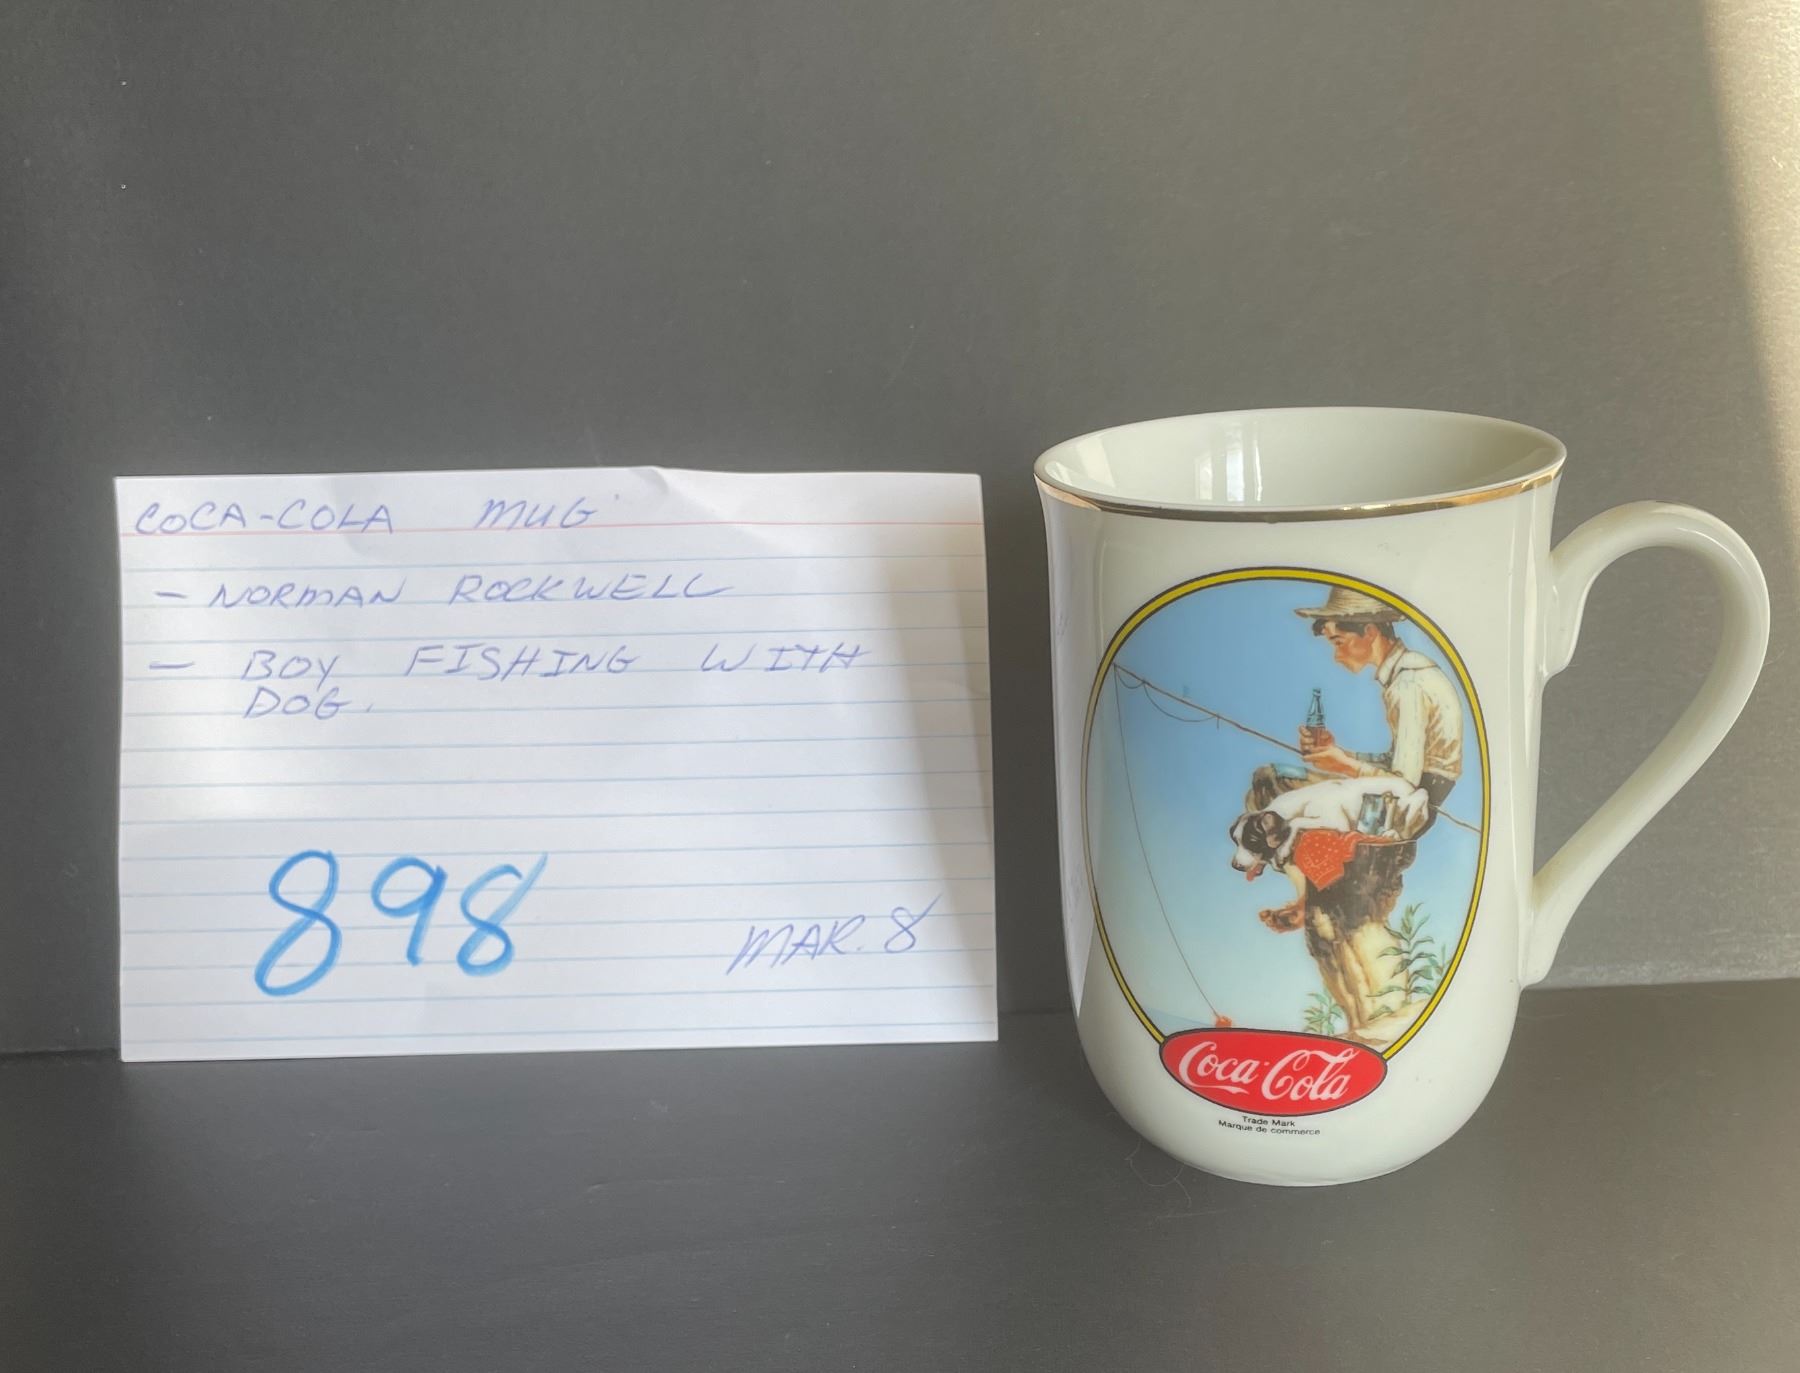 COCA-COLA MUG
- NORMAN ROCKWELL
- BOY FISHING WITH
DOG.
898
MAR. 8
Coca-Cola
Trade Mark
Marque de commerce